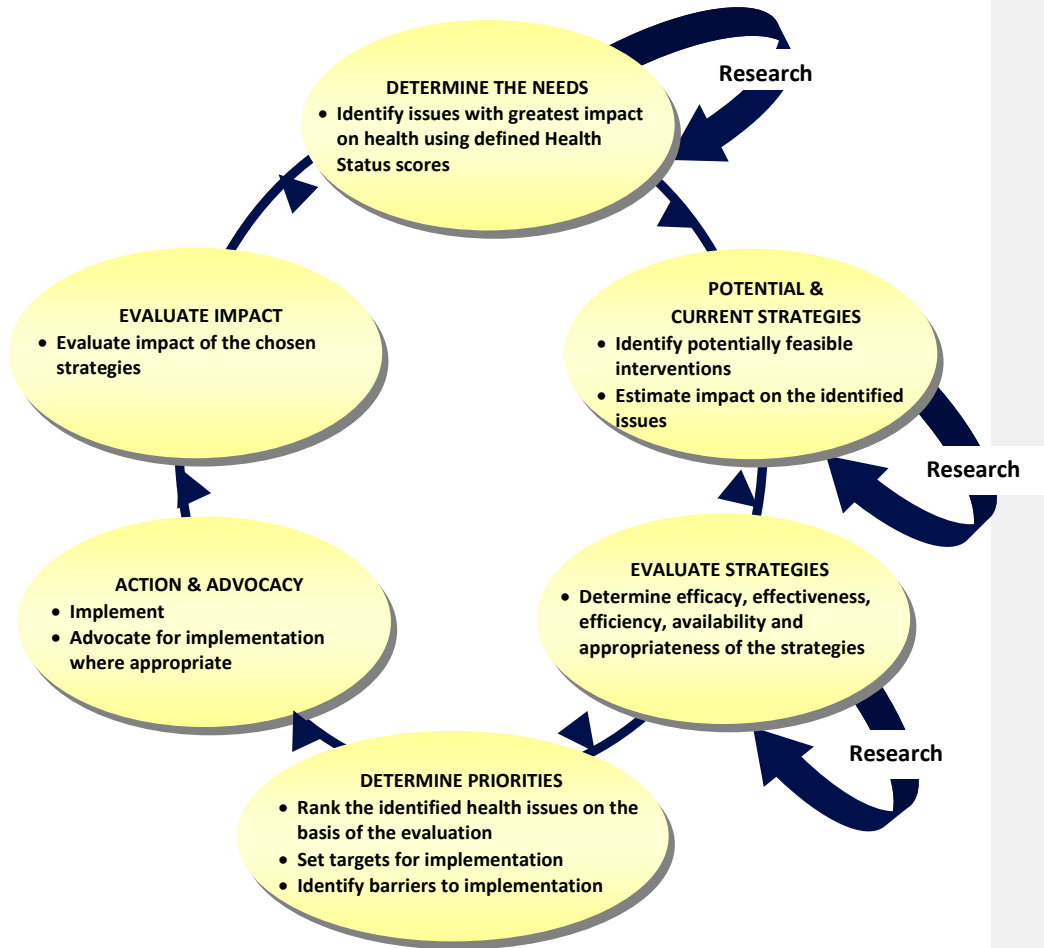 DETERMINE THE NEEDS
• Identify issues with greatest impact
on health using defined Health
Status scores
Research
POTENTIAL &
CURRENT STRATEGIES
• Identify potentially feasible
interventions
• Estimate impact on the identified
issues
Research
EVALUATE STRATEGIES
• Determine efficacy, effectiveness,
efficiency, availability and
appropriateness of the strategies
Research
DETERMINE PRIORITIES
• Rank the identified health issues on the
basis of the evaluation
• Set targets for implementation
• Identify barriers to implementation
ACTION & ADVOCACY
• Implement
• Advocate for implementation
where appropriate
EVALUATE IMPACT
• Evaluate impact of the chosen
strategies